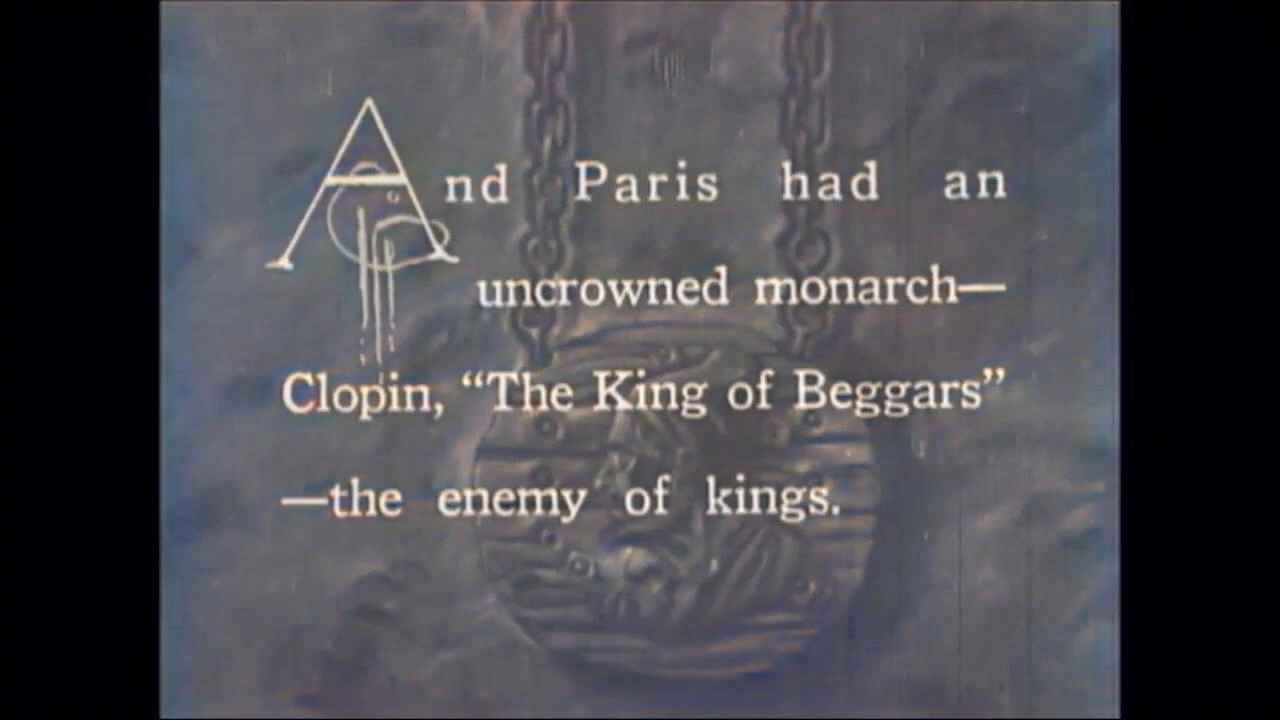 And Paris had an
uncrowned monarch—
Clopin, “The King of Beggars”
—the enemy of kings.